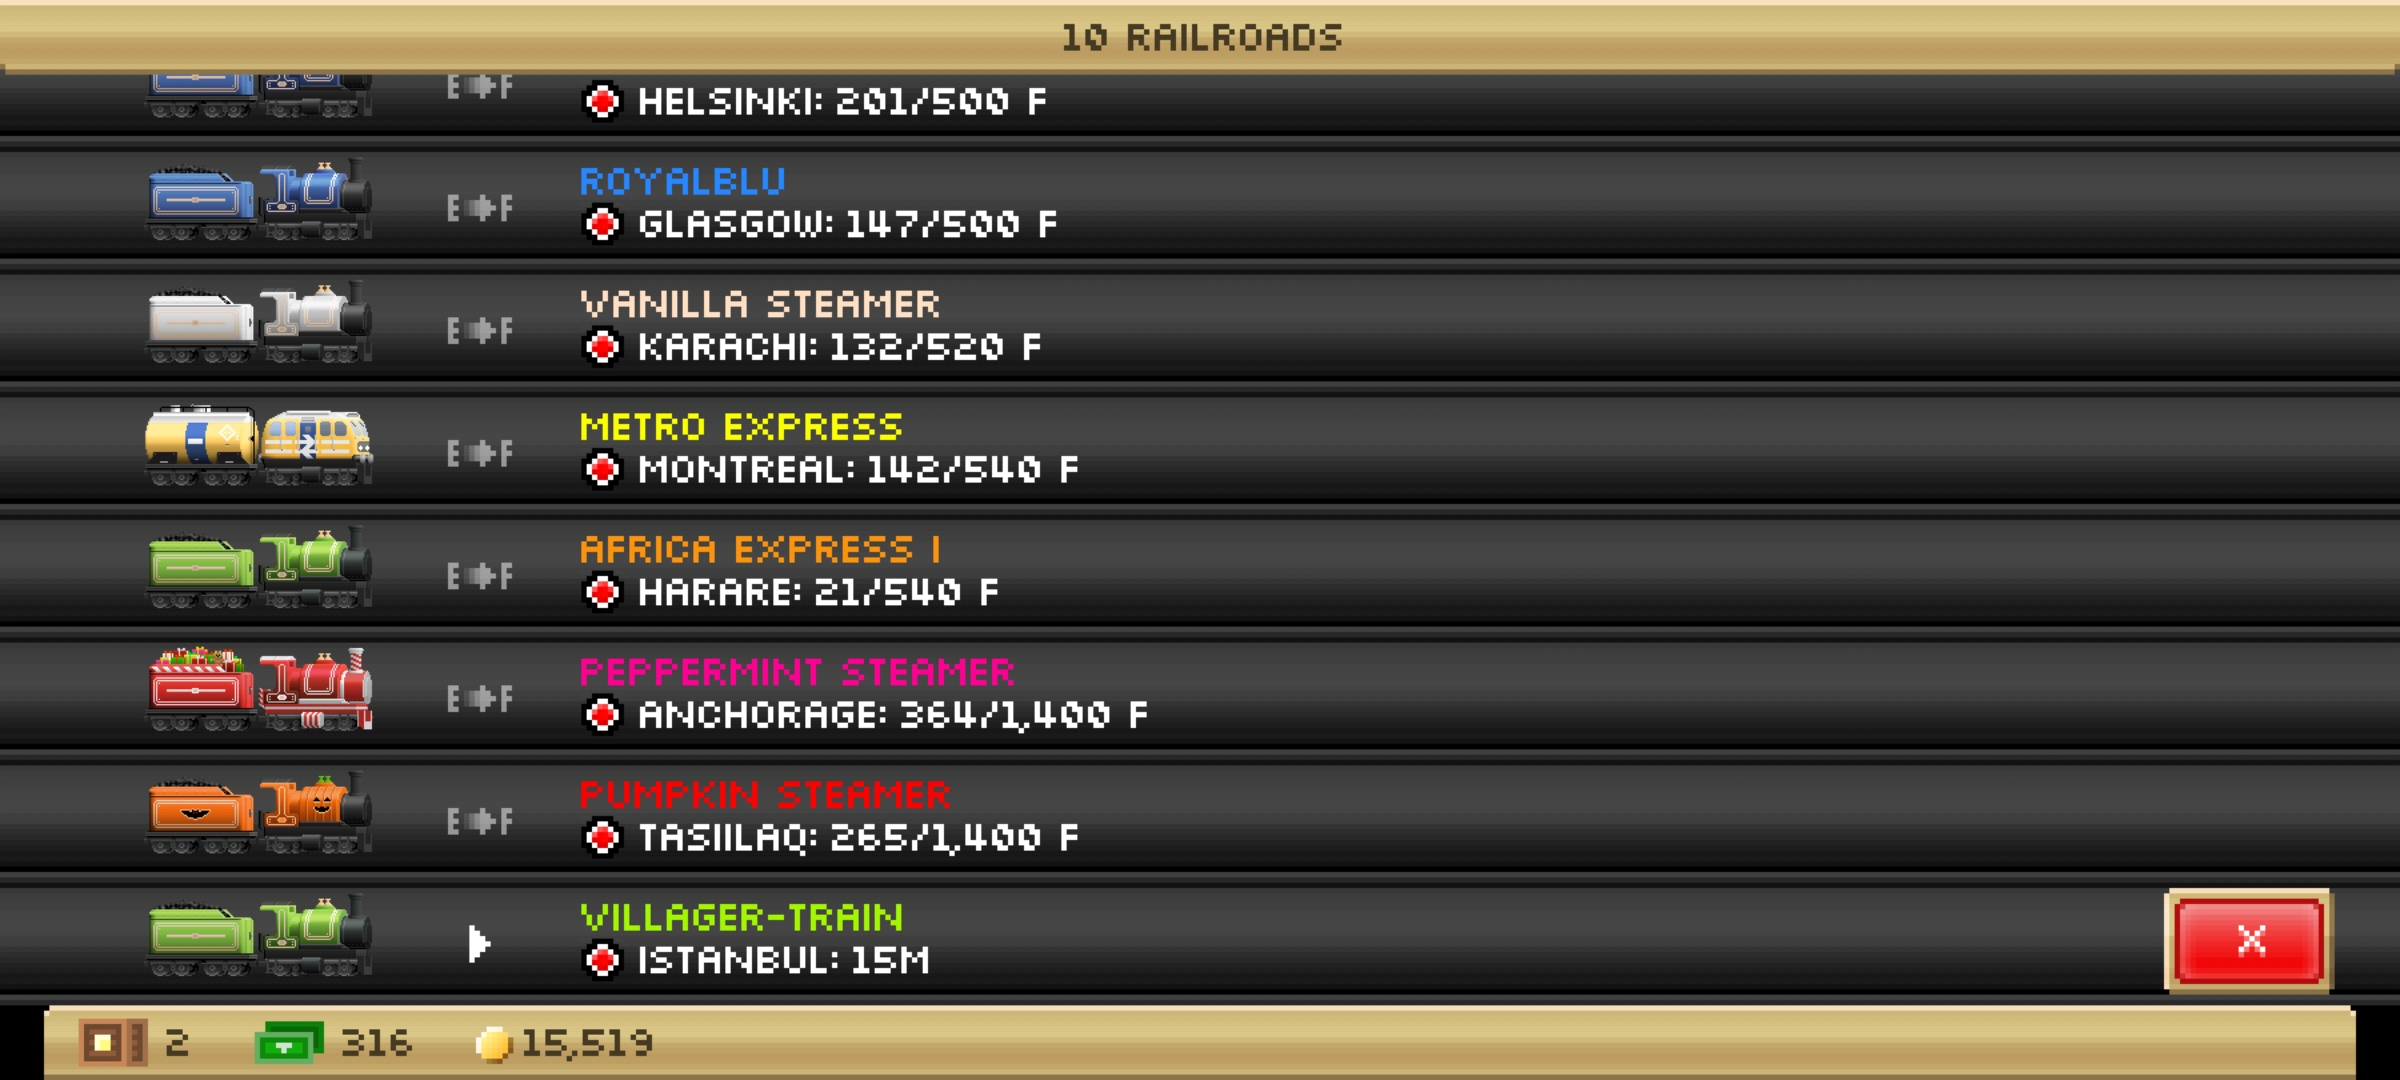 10 RAILROADS
E F
HELSINKI: 201/500 F
ROYALBLU
E F
GLASGOW: 147/500 F
VANILLA STEAMER
E F
KARACHI: 132/520 F
METRO EXPRESS
E F
MONTREAL: 142/540 F
AFRICA EXPRESS I
E F
HARARE: 21/540 F
PEPPERMINT STEAMER
E F
ANCHORAGE: 364/1,400 F
PUMPKIN STEAMER
E F
TASIILAQ: 265/1,400 F
VILLAGER-TRAIN
ISTANBUL: 15M
X
2 316 15,519